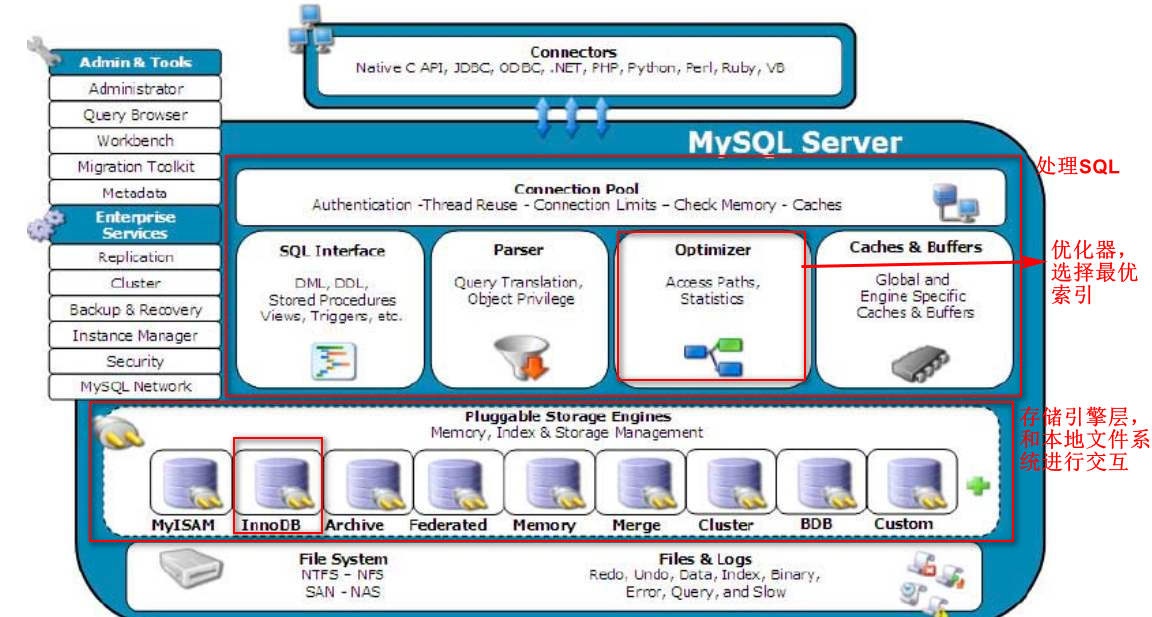 Connectors
Native C API, JDBC, ODBC, .NET, PHP, Python, Perl, Ruby, VB
Admin & Tools
Administrator
Query Browser
Workbench
Migration Toolkit
Metadata
Enterprise
Services
Replication
Cluster
Backup & Recovery
Instance Manager
Security
MySQL Network
MySQL Server
处理SQL
Connection Pool
Authentication -Thread Reuse - Connection Limits – Check Memory - Caches
SQL Interface
DML, DDL,
Stored Procedures
Views, Triggers, etc.
Parser
Query Translation,
Object Privilege
Optimizer
Access Paths,
Statistics
Caches & Buffers
Global and
Engine Specific
Caches & Buffers
优化器，
选择最优
索引
Pluggable Storage Engines
Memory, Index & Storage Management
存储引擎层，
和本地文件系
统进行交互
MyISAM
InnoDB
Archive
Federated
Memory
Merge
Cluster
BDB
Custom
File System
NTFS – NFS
SAN - NAS
Files & Logs
Redo, Undo, Data, Index, Binary,
Error, Query, and Slow